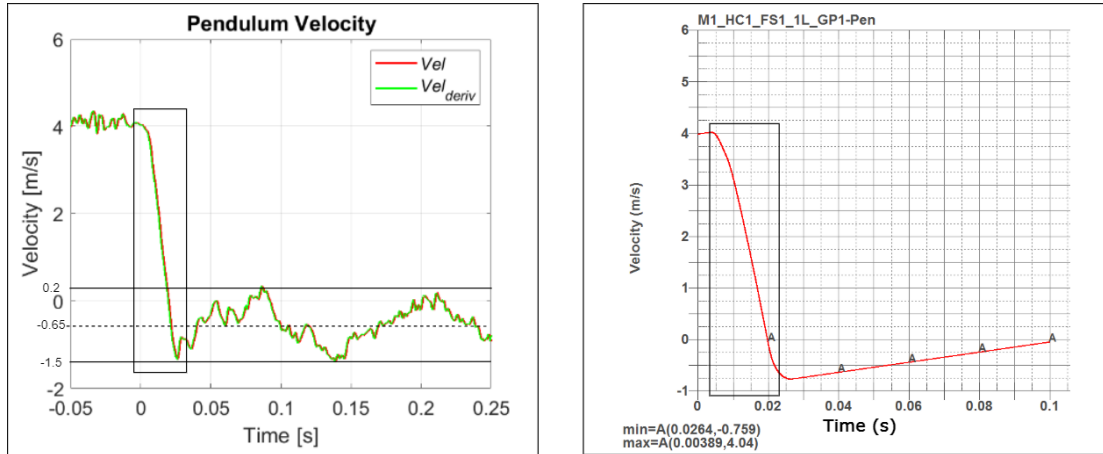 Pendulum Velocity
Vel
Vel_deriv
Velocity [m/s]
6
4
2
0.2
0
-0.65
-1.5
-2
-0.05
0
0.05
0.1
0.15
0.2
0.25
Time [s]
M1_HC1_FS1_1L_GP1-Pen
Velocity (m/s)
6
5
4
3
2
1
0
-1
A
A
A
A
A
0
0.02
0.04
0.06
0.08
0.1
Time (s)
min=A(0.0264,-0.759)
max=A(0.00389,4.04)